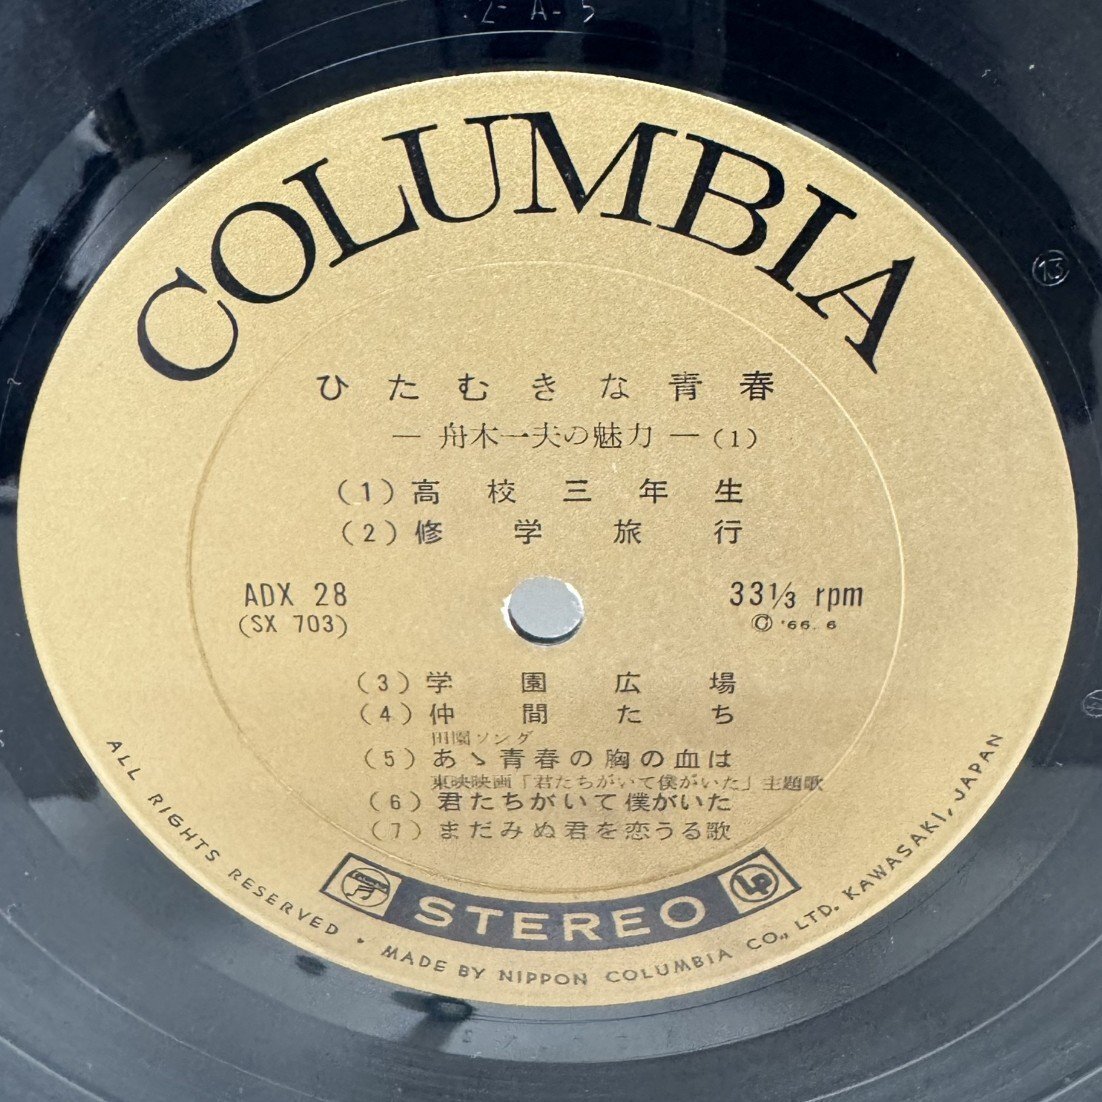 2-A-5
COLUMBIA
13
ひたむきな青春
— 舟木一夫の魅力 — (1)
(1) 高校三年生
(2) 修学旅行
ADX 28
(SX 703)
33⅓ rpm
© '66. 6
(3) 学園広場
(4) 仲間たち
田園ソング
(5) あゝ青春の胸の血は
東映映画「君たちがいて僕がいた」主題歌
(6) 君たちがいて僕がいた
(7) まだみぬ君を恋うる歌
STEREO
LP
ALL RIGHTS RESERVED • MADE BY NIPPON COLUMBIA CO., LTD. KAWASAKI, JAPAN